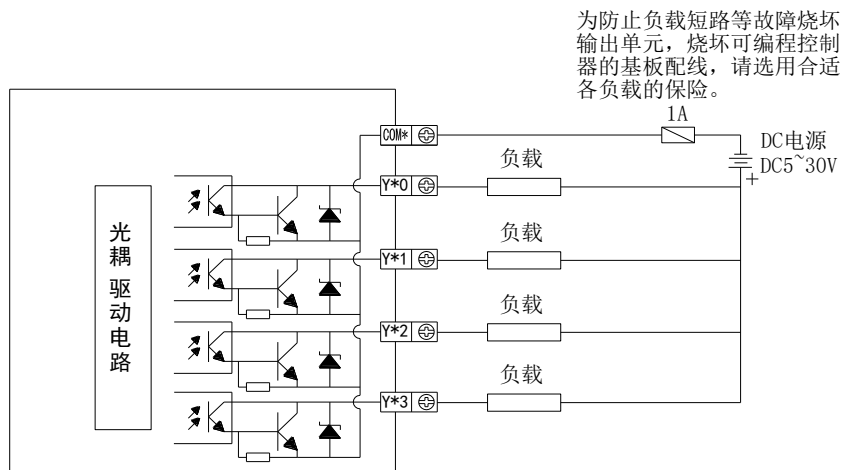 为防止负载短路等故障烧坏
输出单元，烧坏可编程控制
器的基板配线，请选用合适
各负载的保险。
1A
COM*
DC电源
DC5~30V
+
负载
Y*0
负载
Y*1
负载
Y*2
负载
Y*3
光耦 驱动电路